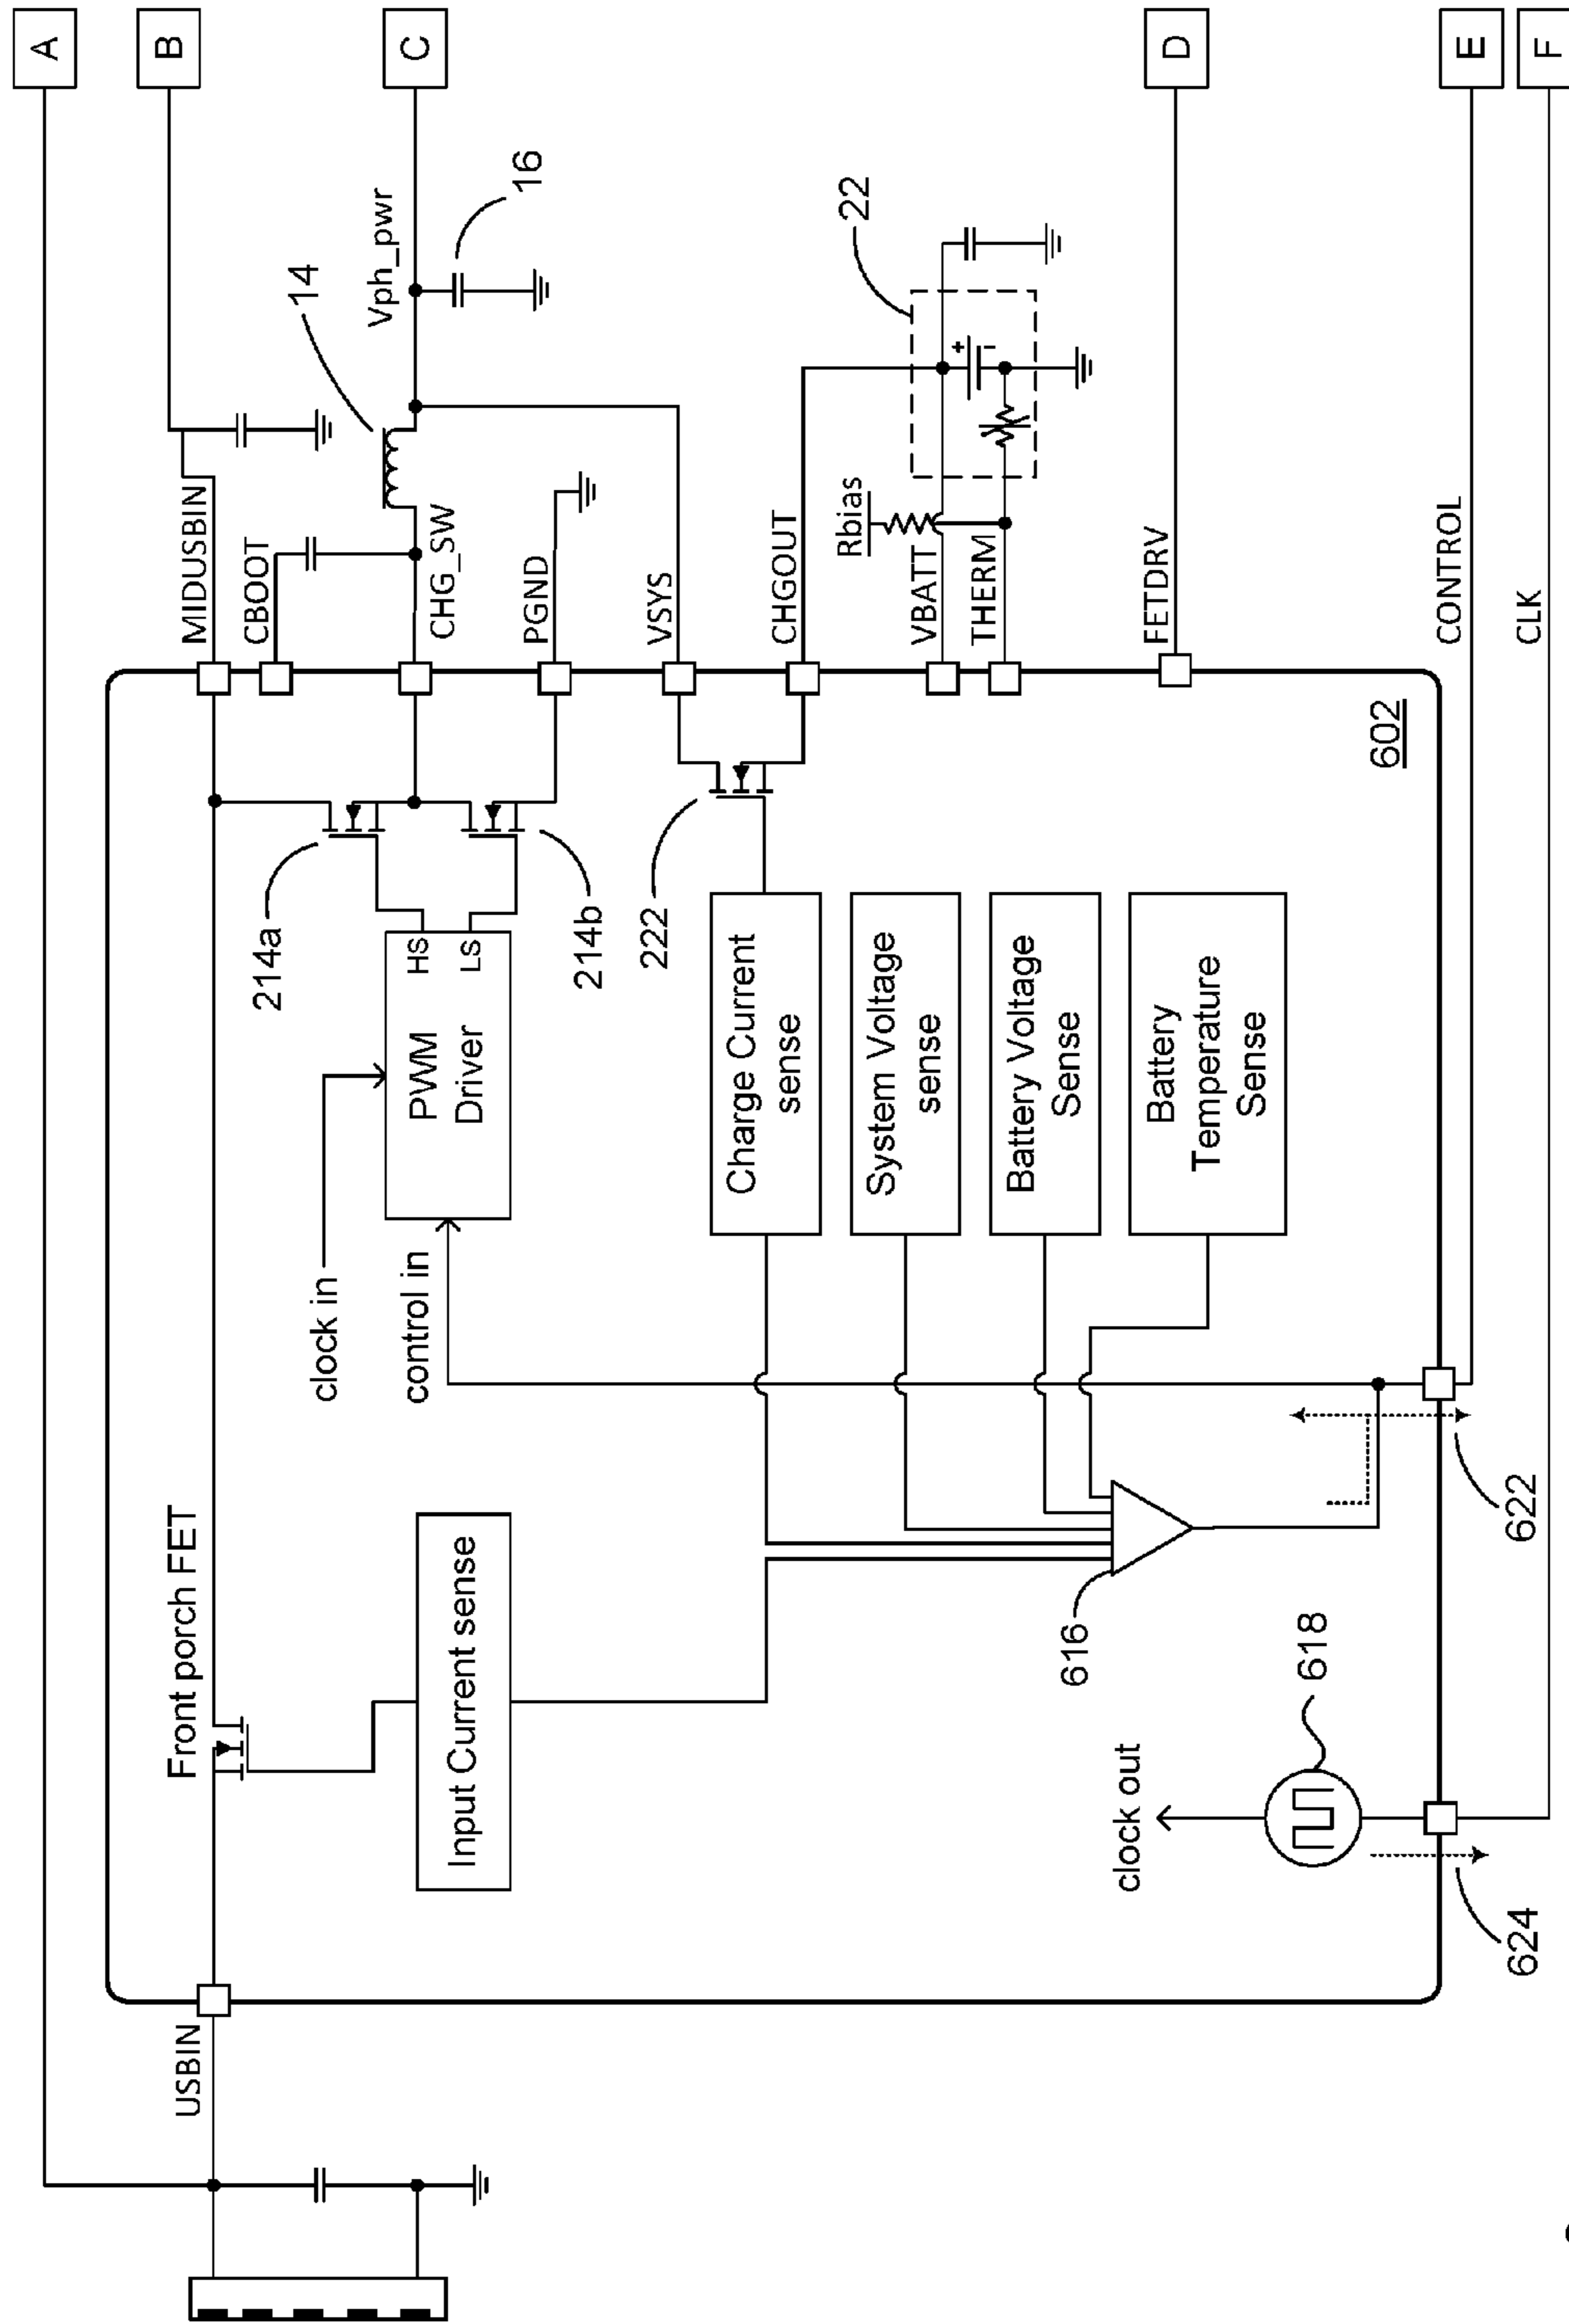 A
B
C
D
E
F
MIDUSBIN
CBOOT
CHG_SW
PGND
VSYS
CHGOUT
VBATT
THERM
FETDRV
CONTROL
CLK
14
Vph_pwr
16
22
Rbias
USBIN
Front porch FET
Input Current sense
clock in
control in
PWM
Driver
HS
LS
214a
214b
222
Charge Current
sense
System Voltage
sense
Battery Voltage
Sense
Battery
Temperature
Sense
616
618
clock out
622
624
602